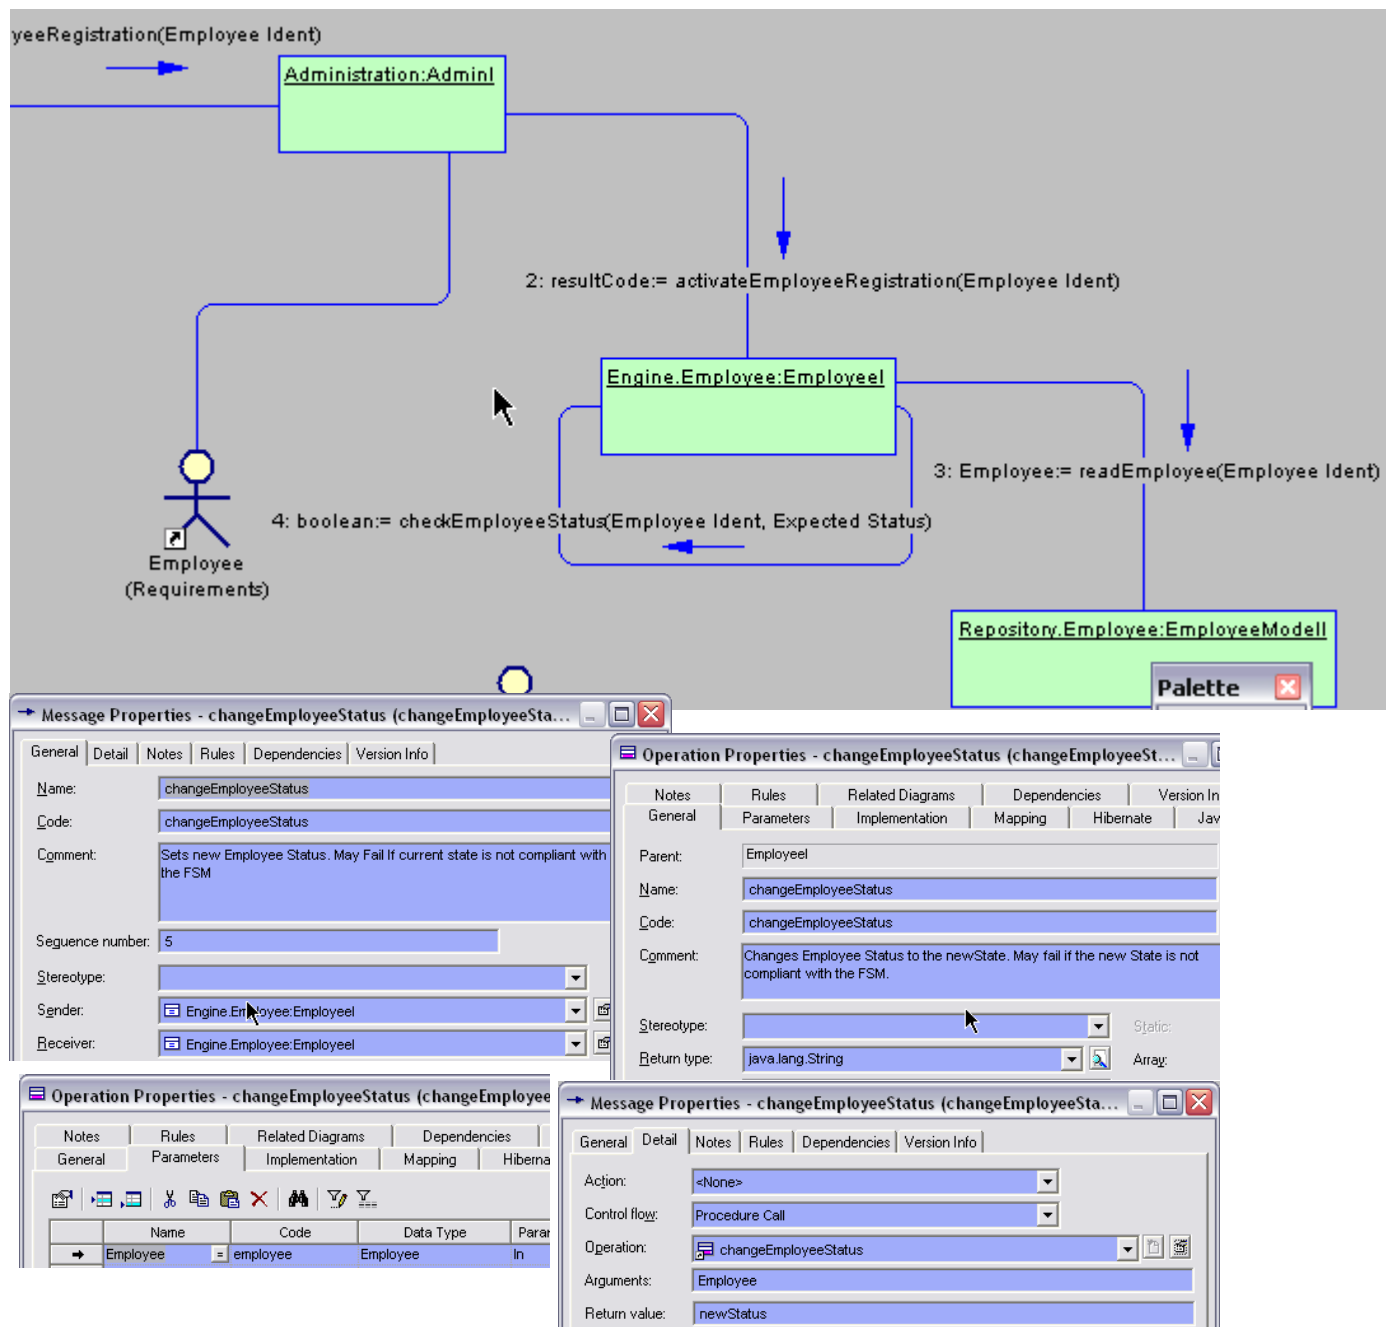 yeeRegistration(Employee Ident)
Administration:AdminI
2: resultCode:= activateEmployeeRegistration(Employee Ident)
Engine.Employee:EmployeeI
3: Employee:= readEmployee(Employee Ident)
4: boolean:= checkEmployeeStatus(Employee Ident, Expected Status)
Employee
(Requirements)
Repository.Employee:EmployeeModelI
Palette
Message Properties - changeEmployeeStatus (changeEmployeeSta...
General Detail Notes Rules Dependencies Version Info
Name: changeEmployeeStatus
Code: changeEmployeeStatus
Comment: Sets new Employee Status. May Fail If current state is not compliant with
the FSM
Sequence number: 5
Stereotype:
Sender: Engine.Employee:EmployeeI
Receiver: Engine.Employee:EmployeeI
Operation Properties - changeEmployeeStatus (changeEmployeeSt...
Notes Rules Related Diagrams Dependencies Version In
General Parameters Implementation Mapping Hibernate Jav
Parent: EmployeeI
Name: changeEmployeeStatus
Code: changeEmployeeStatus
Comment: Changes Employee Status to the newState. May fail if the new State is not
compliant with the FSM.
Stereotype: Static:
Return type: java.lang.String Array:
Operation Properties - changeEmployeeStatus (changeEmployee
Notes Rules Related Diagrams Dependencies
General Parameters Implementation Mapping Hiberna
Name Code Data Type Parar
Employee = employee Employee In
Message Properties - changeEmployeeStatus (changeEmployeeSta...
General Detail Notes Rules Dependencies Version Info
Action: <None>
Control flow: Procedure Call
Operation: changeEmployeeStatus
Arguments: Employee
Return value: newStatus